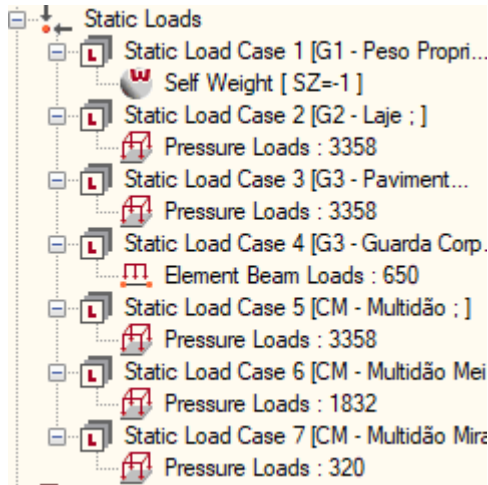 Static Loads
Static Load Case 1 [G1 - Peso Propri...
Self Weight [ SZ=-1 ]
Static Load Case 2 [G2 - Laje ; ]
Pressure Loads : 3358
Static Load Case 3 [G3 - Paviment...
Pressure Loads : 3358
Static Load Case 4 [G3 - Guarda Corp.
Element Beam Loads : 650
Static Load Case 5 [CM - Multidão ; ]
Pressure Loads : 3358
Static Load Case 6 [CM - Multidão Mei
Pressure Loads : 1832
Static Load Case 7 [CM - Multidão Mira
Pressure Loads : 320